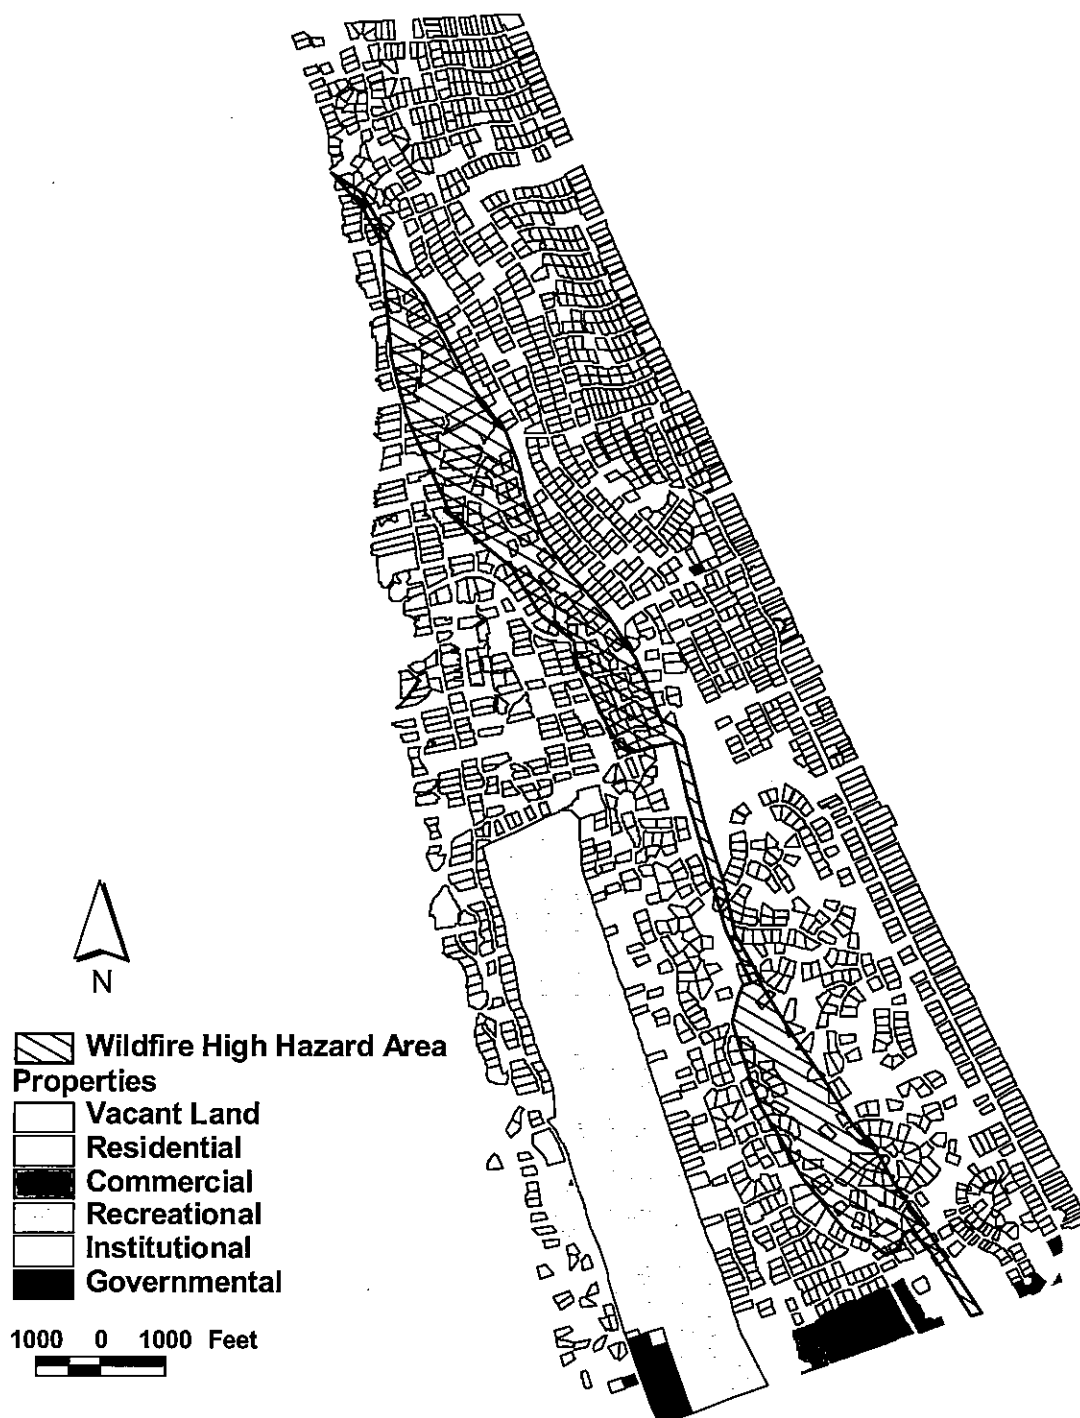 N
Wildfire High Hazard Area
Properties
Vacant Land
Residential
Commercial
Recreational
Institutional
Governmental
1000 0 1000 Feet